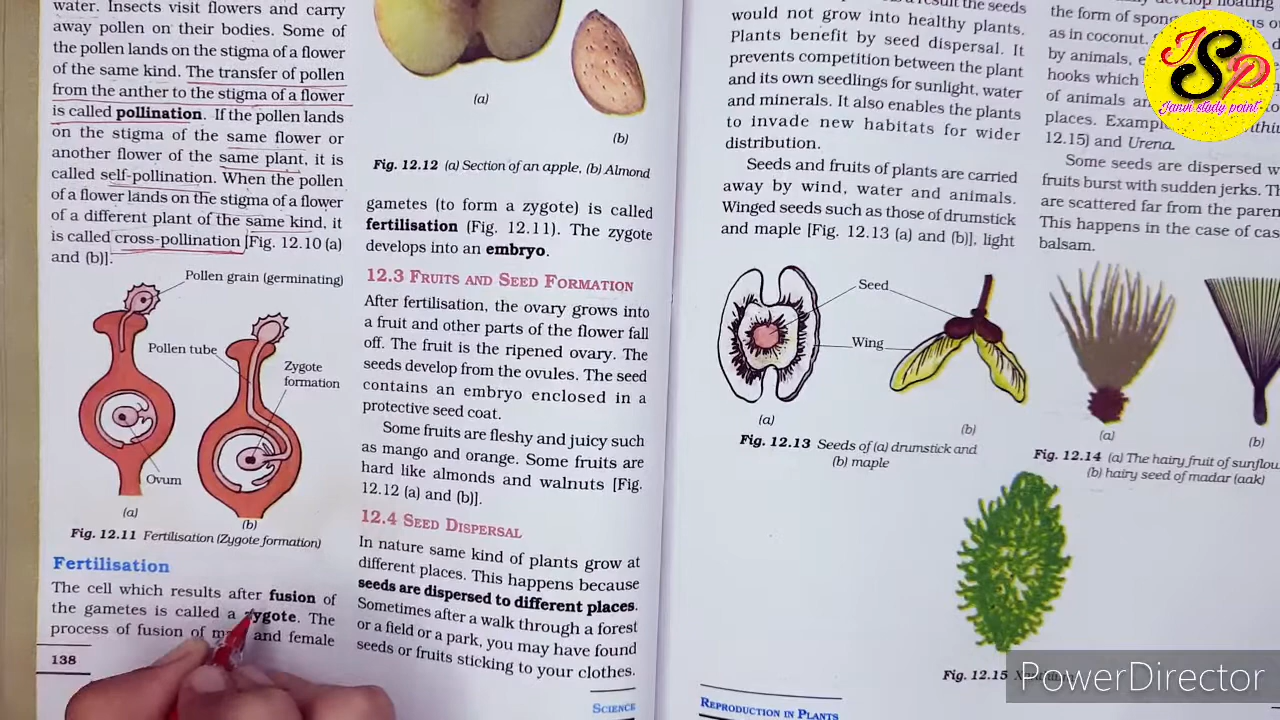 water. Insects visit flowers and carry
away pollen on their bodies. Some of
the pollen lands on the stigma of a flower
of the same kind. The transfer of pollen
from the anther to the stigma of a flower
is called pollination. If the pollen lands
on the stigma of the same flower or
another flower of the same plant, it is
called self-pollination. When the pollen
of a flower lands on the stigma of a flower
of a different plant of the same kind, it
is called cross-pollination [Fig. 12.10 (a)
and (b)].
Pollen grain (germinating)
Pollen tube
Zygote
formation
Ovum
(a)
(b)
Fig. 12.11 Fertilisation (Zygote formation)
Fertilisation
The cell which results after fusion of
the gametes is called a zygote. The
process of fusion of and female
138
(a)
(b)
Fig. 12.12 (a) Section of an apple, (b) Almond
gametes (to form a zygote) is called
fertilisation (Fig. 12.11). The zygote
develops into an embryo.
12.3 FRUITS AND SEED FORMATION
After fertilisation, the ovary grows into
a fruit and other parts of the flower fall
off. The fruit is the ripened ovary. The
seeds develop from the ovules. The seed
contains an embryo enclosed in a
protective seed coat.
Some fruits are fleshy and juicy such
as mango and orange. Some fruits are
hard like almonds and walnuts [Fig.
12.12 (a) and (b)].
12.4 SEED DISPERSAL
In nature same kind of plants grow at
different places. This happens because
seeds are dispersed to different places.
Sometimes after a walk through a forest
or a field or a park, you may have found
seeds or fruits sticking to your clothes.
SCIENCE
result the seeds
would not grow into healthy plants.
Plants benefit by seed dispersal. It
prevents competition between the plant
and its own seedlings for sunlight, water
and minerals. It also enables the plants
to invade new habitats for wider
distribution.
Seeds and fruits of plants are carried
away by wind, water and animals.
Winged seeds such as those of drumstick
and maple [Fig. 12.13 (a) and (b)], light
Seed
Wing
(a)
(b)
Fig. 12.13 Seeds of (a) drumstick and
(b) maple
floating
the form of
as in coconut.
by animals,
hooks which
of animals
places.
12.15) and Urena.
Some seeds are dispersed
fruits burst with sudden jerks.
are scattered far from the
This happens in the case of
balsam.
(a)
(b)
Fig. 12.14 (a) The hairy fruit of
(b) hairy seed of madar (aak)
Fig. 12.15
REPRODUCTION IN PLANTS
JSP
Janvi study point
PowerDirector